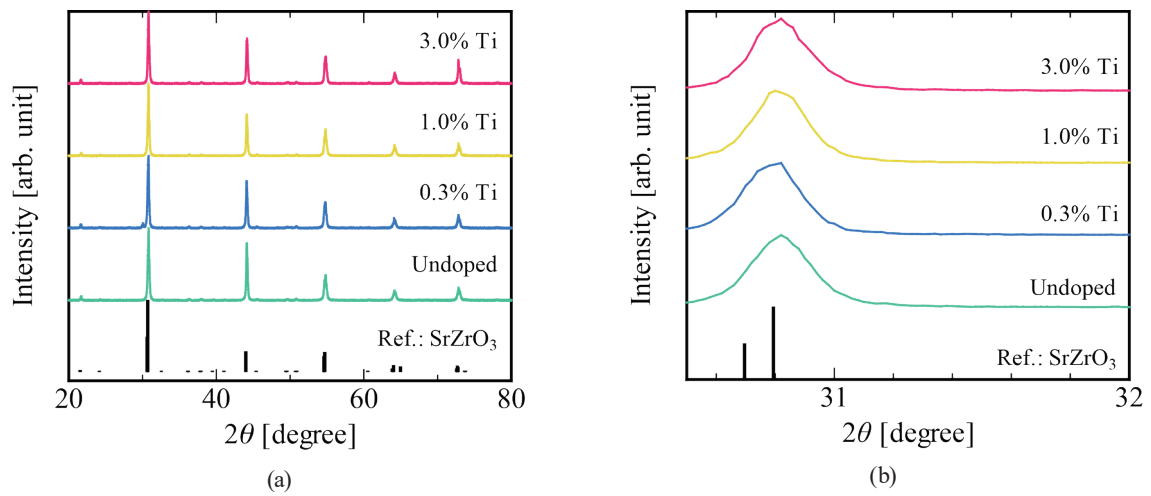 3.0% Ti
1.0% Ti
0.3% Ti
Undoped
Ref.: SrZrO₃
Intensity [arb. unit]
20 40 60 80
2θ [degree]
(a)
3.0% Ti
1.0% Ti
0.3% Ti
Undoped
Ref.: SrZrO₃
Intensity [arb. unit]
31 32
2θ [degree]
(b)